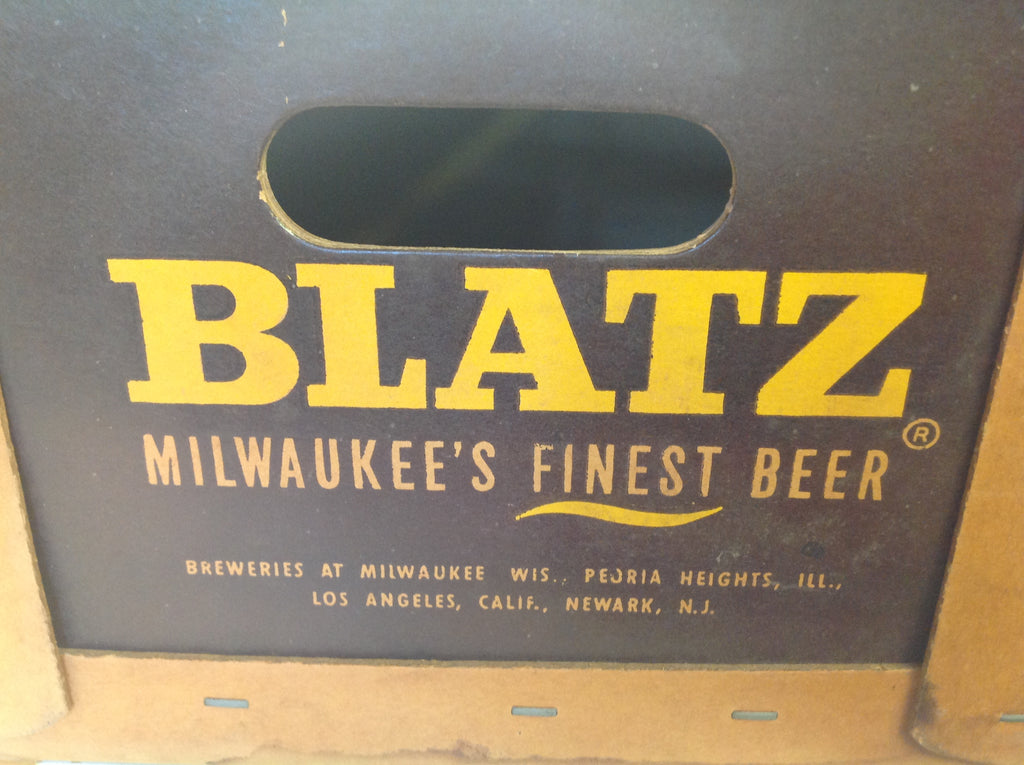 BLATZ®
MILWAUKEE'S FINEST BEER
BREWERIES AT MILWAUKEE WIS., PEORIA HEIGHTS, ILL.,
LOS ANGELES, CALIF., NEWARK, N.J.